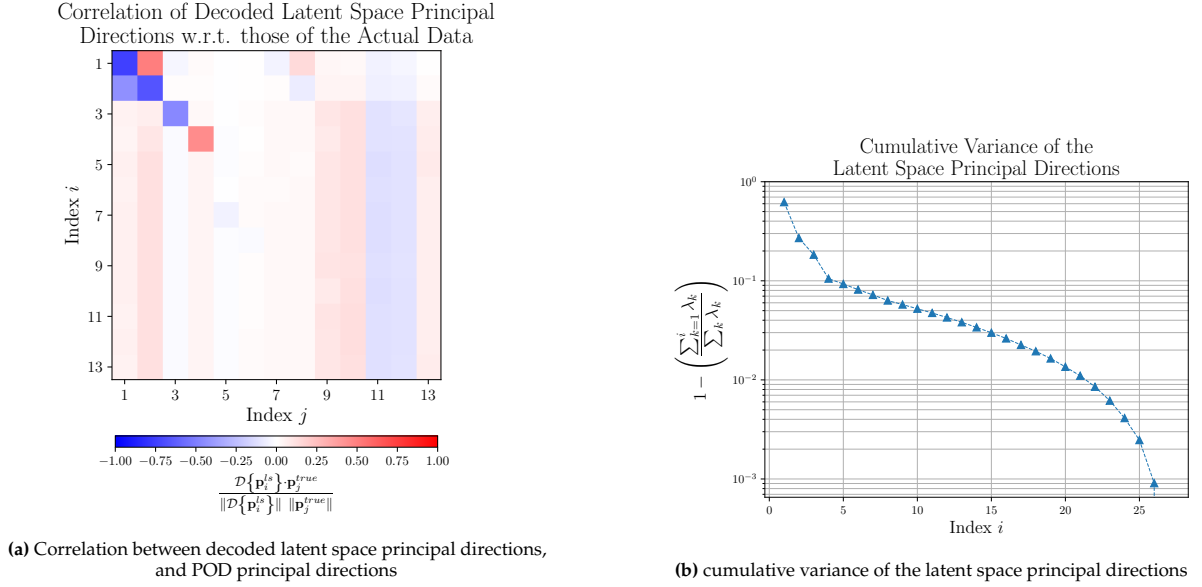 Correlation of Decoded Latent Space Principal
Directions w.r.t. those of the Actual Data
Index i
1
3
5
7
9
11
13
1 3 5 7 9 11 13
Index j
−1.00 −0.75 −0.50 −0.25 0.00 0.25 0.50 0.75 1.00
𝒟{p_i^{ls}}·p_j^{true}
‖𝒟{p_i^{ls}}‖ ‖p_j^{true}‖
(a) Correlation between decoded latent space principal directions,
and POD principal directions
Cumulative Variance of the
Latent Space Principal Directions
1 − (∑_{k=1}^{i} λ_k / ∑_k λ_k)
10^0
10^{−1}
10^{−2}
10^{−3}
0 5 10 15 20 25
Index i
(b) cumulative variance of the latent space principal directions